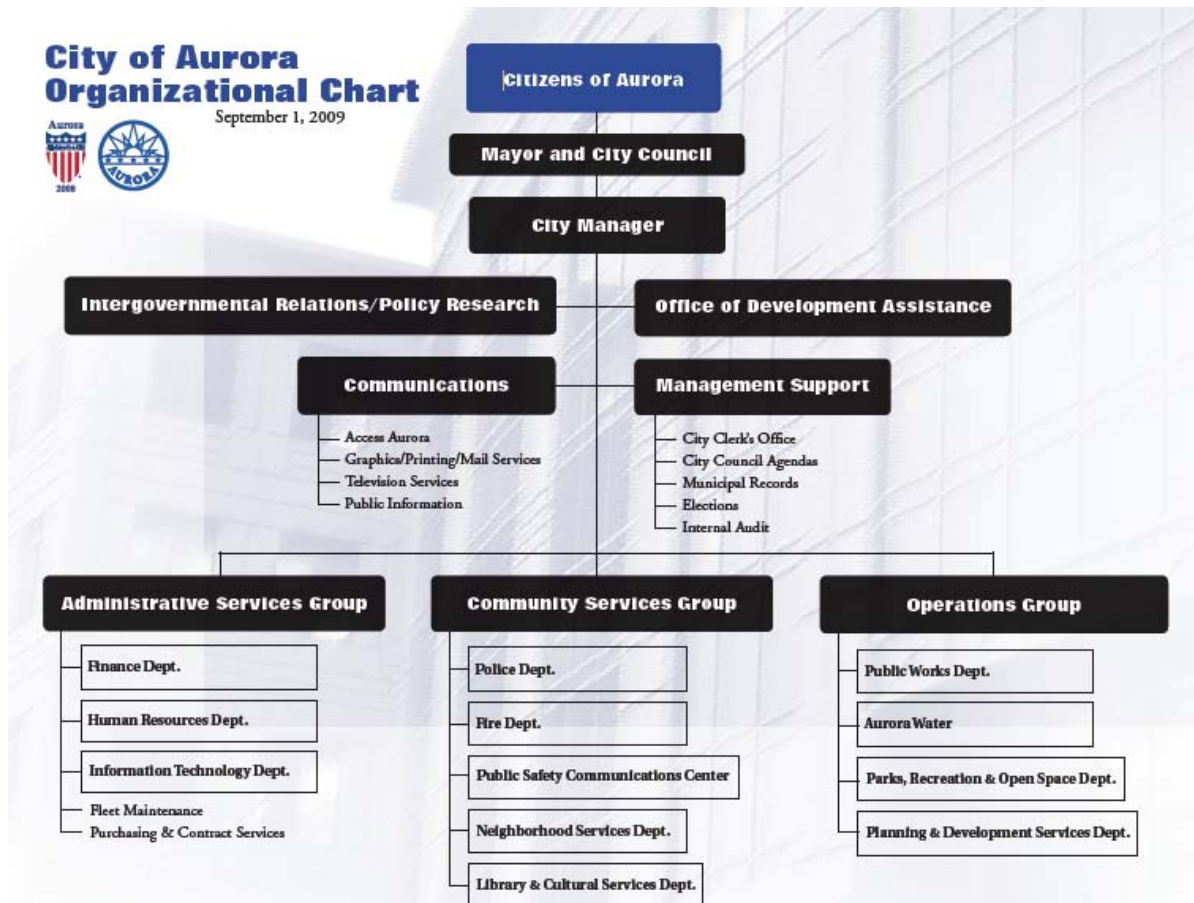 City of Aurora
Organizational Chart
September 1, 2009
Aurora
2008
AURORA
Citizens of Aurora
Mayor and City Council
City Manager
Intergovernmental Relations/Policy Research
Office of Development Assistance
Communications
Access Aurora
Graphics/Printing/Mail Services
Television Services
Public Information
Management Support
City Clerk's Office
City Council Agendas
Municipal Records
Elections
Internal Audit
Administrative Services Group
Finance Dept.
Human Resources Dept.
Information Technology Dept.
Fleet Maintenance
Purchasing & Contract Services
Community Services Group
Police Dept.
Fire Dept.
Public Safety Communications Center
Neighborhood Services Dept.
Library & Cultural Services Dept.
Operations Group
Public Works Dept.
Aurora Water
Parks, Recreation & Open Space Dept.
Planning & Development Services Dept.